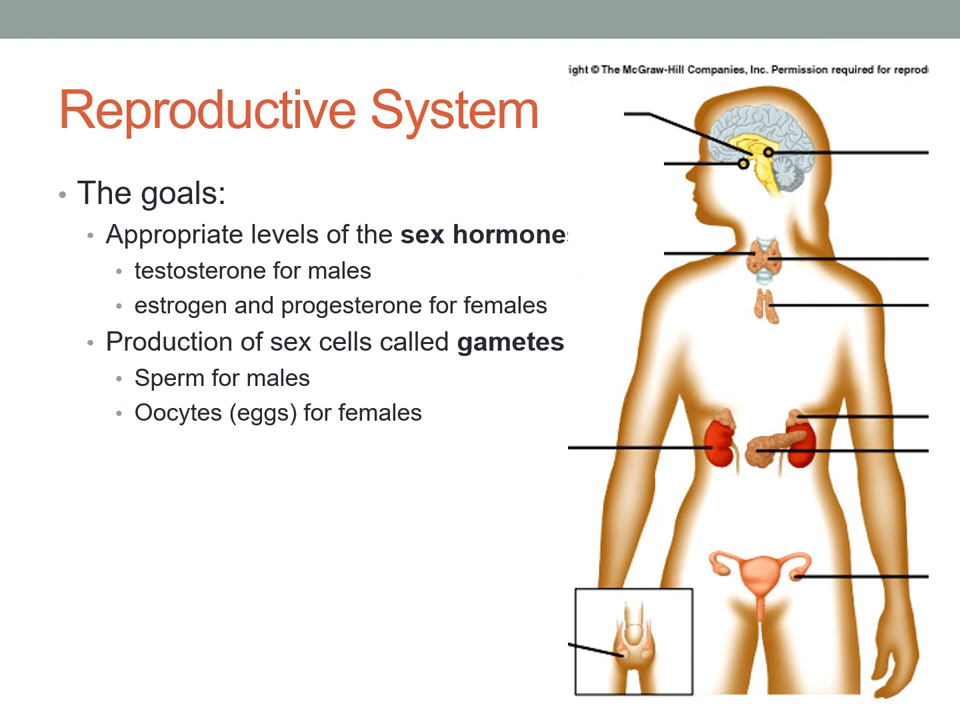 ight © The McGraw-Hill Companies, Inc. Permission required for reprod
Reproductive System
• The goals:
• Appropriate levels of the sex hormones
• testosterone for males
• estrogen and progesterone for females
• Production of sex cells called gametes
• Sperm for males
• Oocytes (eggs) for females